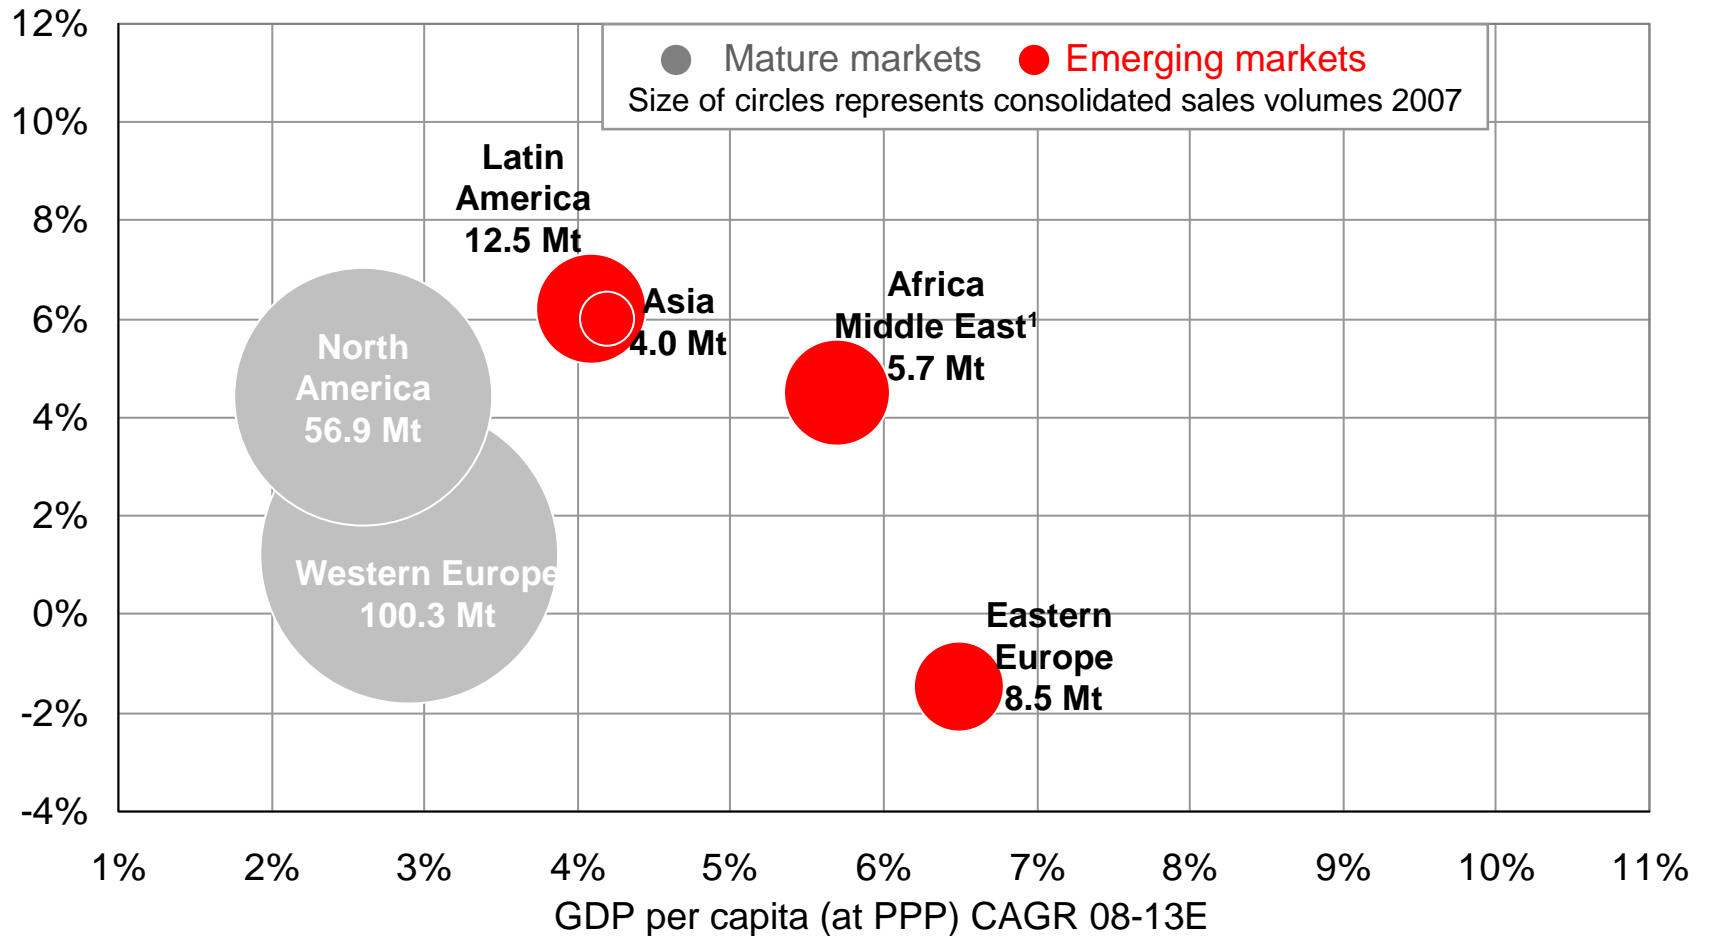 12%
10%
8%
6%
4%
2%
0%
-2%
-4%
Mature markets
Emerging markets
Size of circles represents consolidated sales volumes 2007
Latin
America
12.5 Mt
Asia
4.0 Mt
Africa
Middle East¹
5.7 Mt
North
America
56.9 Mt
Western Europe
100.3 Mt
Eastern
Europe
8.5 Mt
1% 2% 3% 4% 5% 6% 7% 8% 9% 10% 11%
GDP per capita (at PPP) CAGR 08-13E